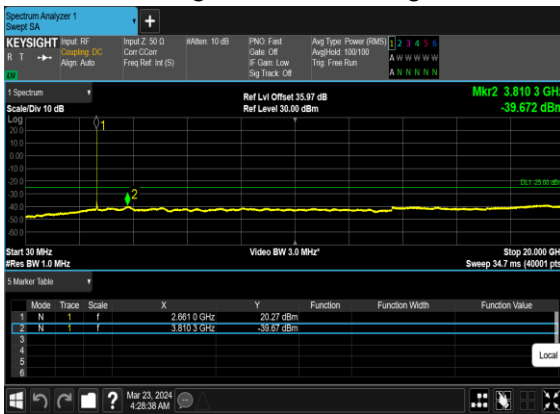 Spectrum Analyzer 1
Swept SA
+
KEYSIGHT
R T
LV
Input: RF
Coupling: DC
Align: Auto
Input Z: 50 Ω
Corr CCorr
Freq Ref: Int (S)
#Atten: 10 dB
PNO: Fast
Gate: Off
IF Gain: Low
Sig Track: Off
Avg Type: Power (RMS)
Avg|Hold: 100/100
Trig: Free Run
1 2 3 4 5 6
A W W W W W
A N N N N N
1 Spectrum
Scale/Div 10 dB
Ref Lvl Offset 35.97 dB
Ref Level 30.00 dBm
Mkr2 3.810 3 GHz
-39.672 dBm
Log
20.0
10.0
0.00
-10.0
-20.0
-30.0
-40.0
-50.0
-60.0
1
2
DL1 -25.00 dBm
Start 30 MHz
#Res BW 1.0 MHz
Video BW 3.0 MHz*
Stop 20.000 GH
Sweep 34.7 ms (40001 pts
5 Marker Table
Mode Trace Scale X Y Function Function Width Function Value
1 N 1 f 2.661 0 GHz 20.27 dBm
2 N 1 f 3.810 3 GHz -39.67 dBm
3
4
5
6
Local
?
Mar 23, 2024
4:28:38 AM